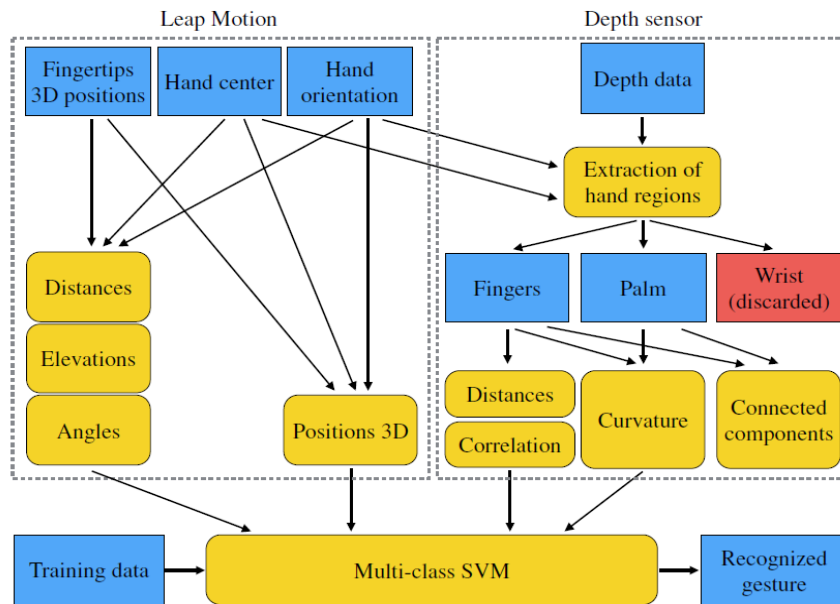 Leap Motion
Depth sensor
Fingertips
3D positions
Hand center
Hand
orientation
Depth data
Extraction of
hand regions
Fingers
Palm
Wrist
(discarded)
Distances
Elevations
Angles
Positions 3D
Distances
Correlation
Curvature
Connected
components
Training data
Multi-class SVM
Recognized
gesture